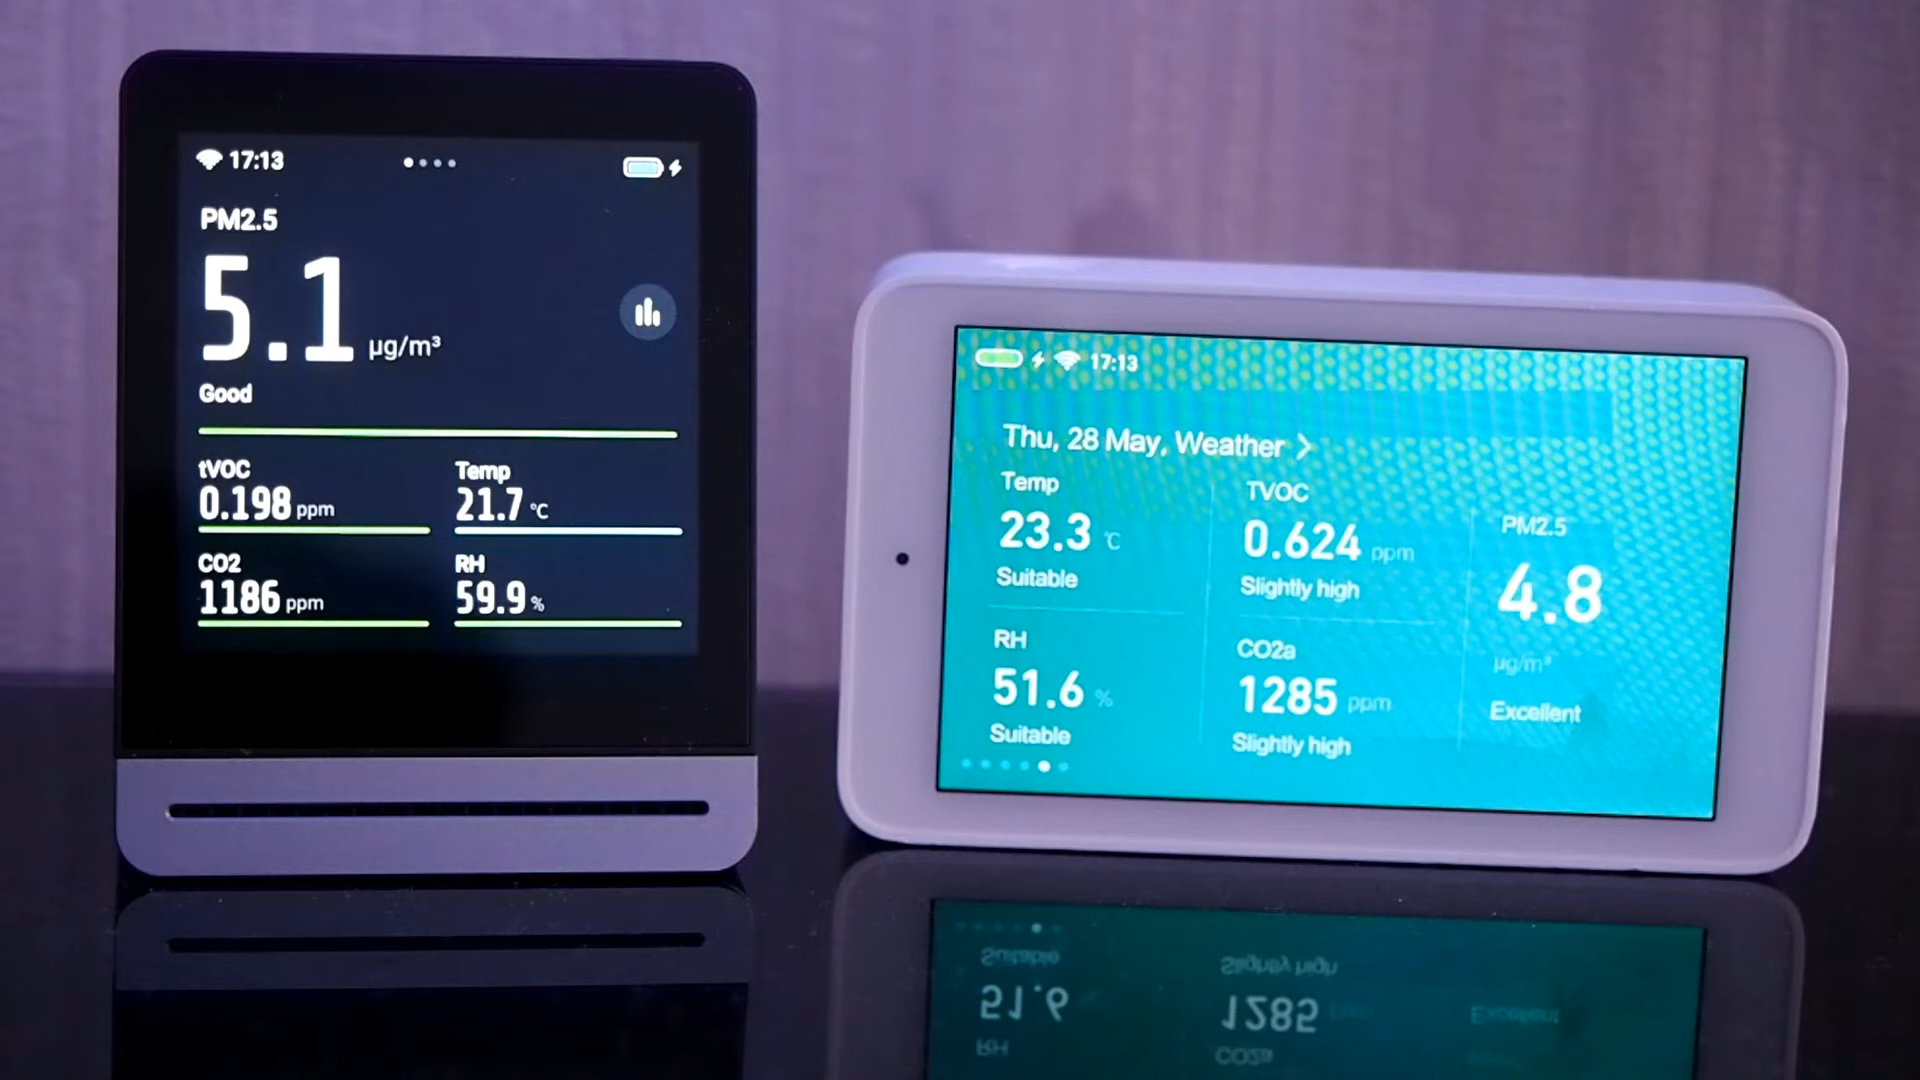 17:13
PM2.5
5.1 µg/m³
Good
tVOC
0.198 ppm
Temp
21.7 °C
CO2
1186 ppm
RH
59.9 %
17:13
Thu, 28 May, Weather >
Temp
23.3 °C
Suitable
RH
51.6 %
Suitable
TVOC
0.624 ppm
Slightly high
CO2a
1285 ppm
Slightly high
PM2.5
4.8
µg/m³
Excellent